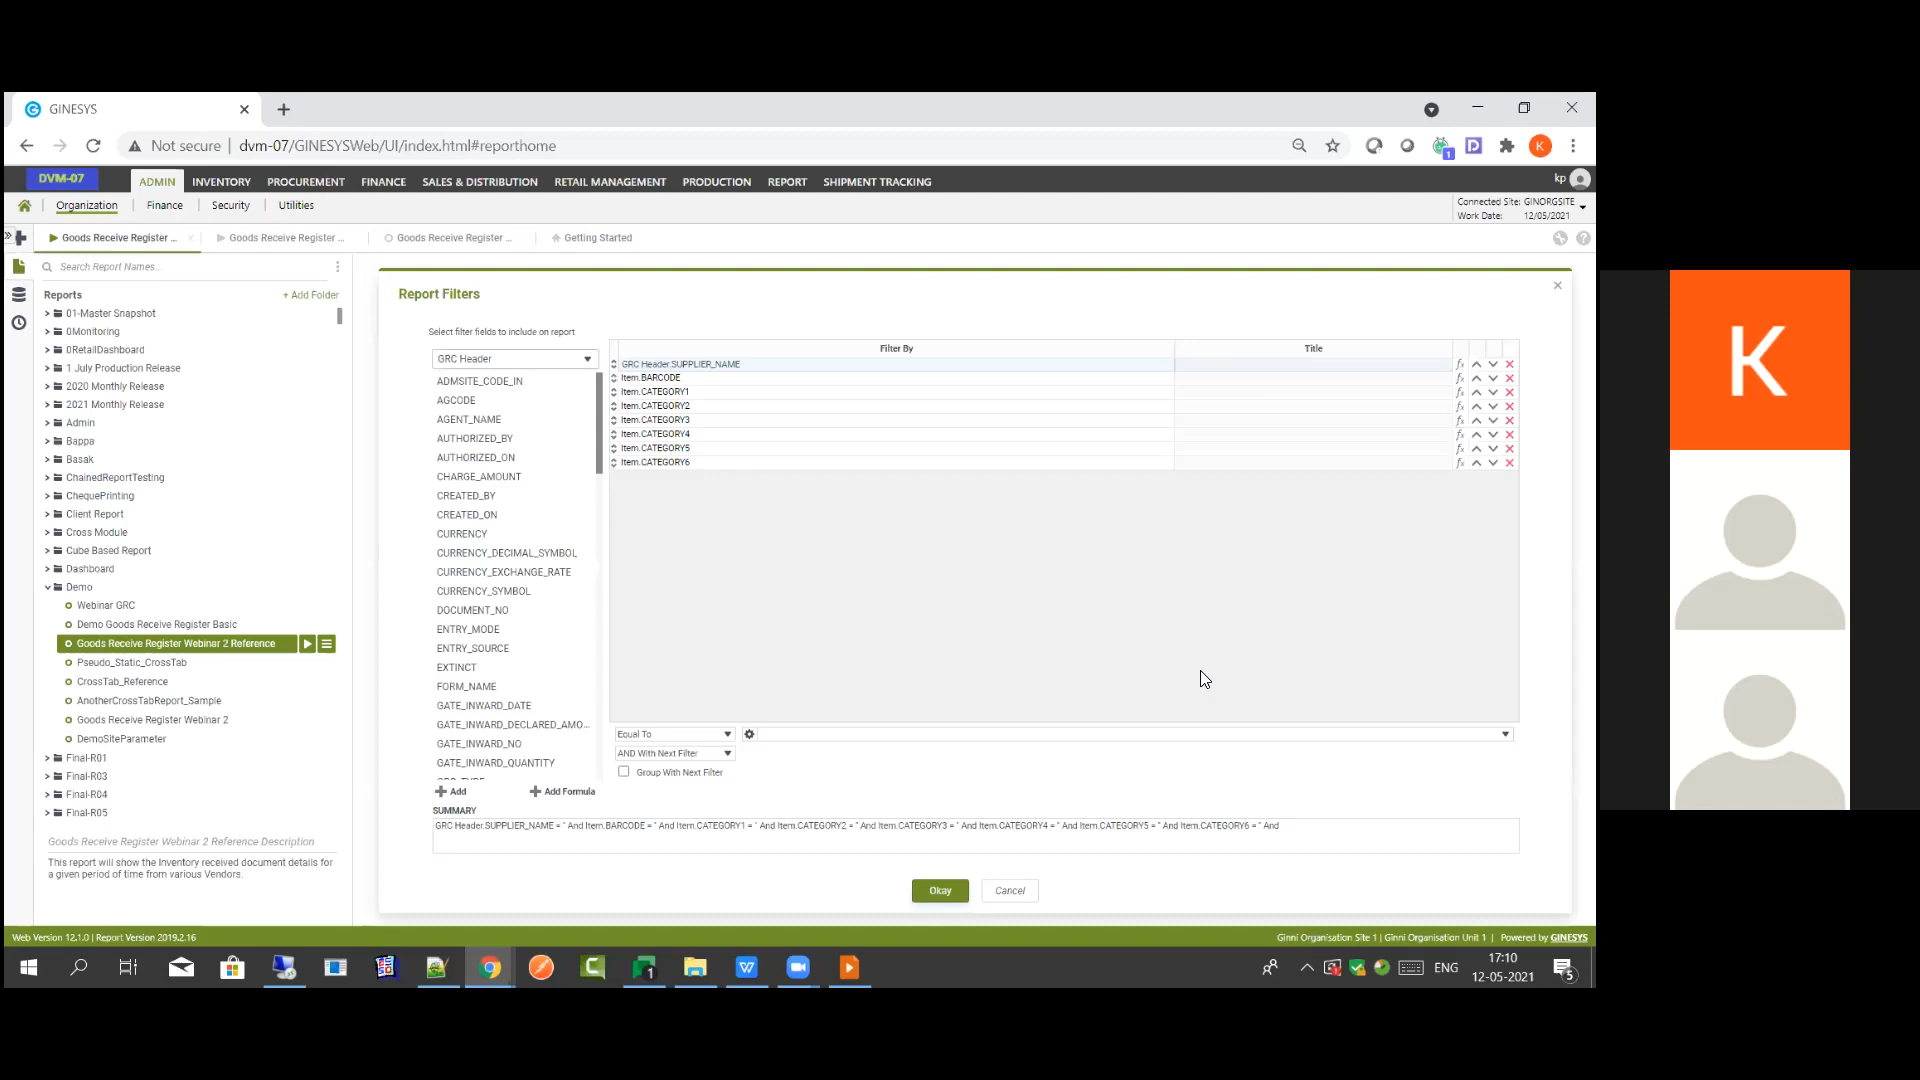 GINESYS
Not secure | dvm-07/GINESYSWeb/UI/index.html#reporthome
1
K
DVM-07
ADMIN INVENTORY PROCUREMENT FINANCE SALES & DISTRIBUTION RETAIL MANAGEMENT PRODUCTION REPORT SHIPMENT TRACKING
kp
Organization Finance Security Utilities
Connected Site: GINORGSITE
Work Date: 12/05/2021
Goods Receive Register ... Goods Receive Register ... Goods Receive Register ... Getting Started
Search Report Names...
Reports + Add Folder
01-Master Snapshot
0Monitoring
0RetailDashboard
1 July Production Release
2020 Monthly Release
2021 Monthly Release
Admin
Bappa
Basak
ChainedReportTesting
ChequePrinting
Client Report
Cross Module
Cube Based Report
Dashboard
Demo
Webinar GRC
Demo Goods Receive Register Basic
Goods Receive Register Webinar 2 Reference
Pseudo_Static_CrossTab
CrossTab_Reference
AnotherCrossTabReport_Sample
Goods Receive Register Webinar 2
DemoSiteParameter
Final-R01
Final-R03
Final-R04
Final-R05
Goods Receive Register Webinar 2 Reference Description
This report will show the Inventory received document details for
a given period of time from various Vendors.
Report Filters
Select filter fields to include on report
GRC Header
ADMSITE_CODE_IN
AGCODE
AGENT_NAME
AUTHORIZED_BY
AUTHORIZED_ON
CHARGE_AMOUNT
CREATED_BY
CREATED_ON
CURRENCY
CURRENCY_DECIMAL_SYMBOL
CURRENCY_EXCHANGE_RATE
CURRENCY_SYMBOL
DOCUMENT_NO
ENTRY_MODE
ENTRY_SOURCE
EXTINCT
FORM_NAME
GATE_INWARD_DATE
GATE_INWARD_DECLARED_AMO...
GATE_INWARD_NO
GATE_INWARD_QUANTITY
Add Add Formula
Filter By Title
GRC Header.SUPPLIER_NAME
Item.BARCODE
Item.CATEGORY1
Item.CATEGORY2
Item.CATEGORY3
Item.CATEGORY4
Item.CATEGORY5
Item.CATEGORY6
Equal To
AND With Next Filter
Group With Next Filter
SUMMARY
GRC Header.SUPPLIER_NAME = '' And Item.BARCODE = '' And Item.CATEGORY1 = '' And Item.CATEGORY2 = '' And Item.CATEGORY3 = '' And Item.CATEGORY4 = '' And Item.CATEGORY5 = '' And Item.CATEGORY6 = '' And
Okay Cancel
Web Version 12.1.0 | Report Version 2019.2.16
Ginni Organisation Site 1 | Ginni Organisation Unit 1 | Powered by GINESYS
1
ENG
17:10
12-05-2021
5
K